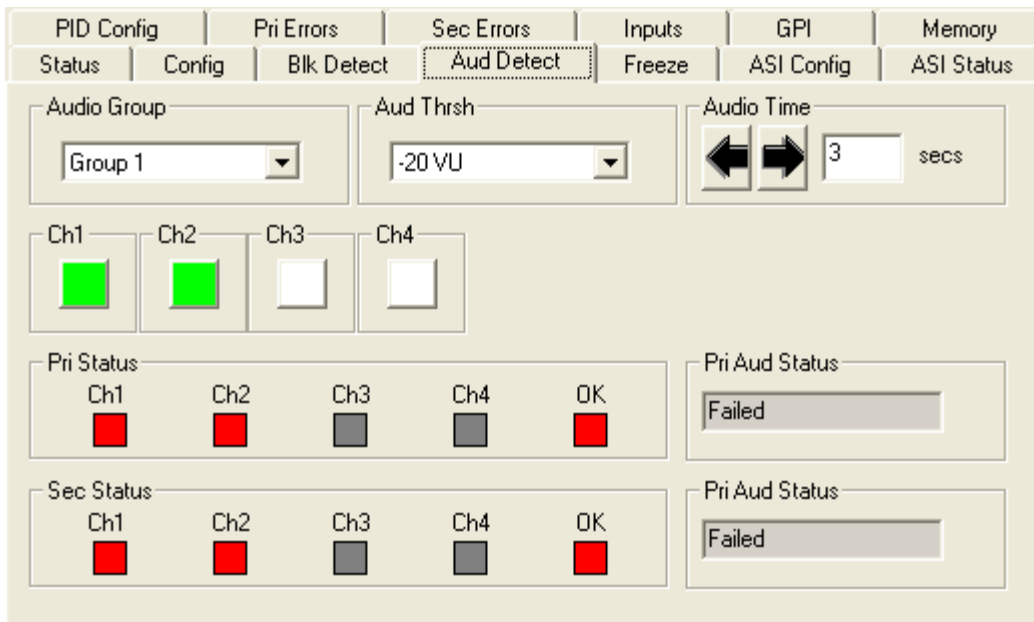 PID Config Pri Errors Sec Errors Inputs GPI Memory
Status Config Blk Detect Aud Detect Freeze ASI Config ASI Status
Audio Group Aud Thrsh Audio Time
Group 1 -20 VU 3 secs
Ch1 Ch2 Ch3 Ch4
Pri Status Pri Aud Status
Ch1 Ch2 Ch3 Ch4 OK
Failed
Sec Status Pri Aud Status
Ch1 Ch2 Ch3 Ch4 OK
Failed